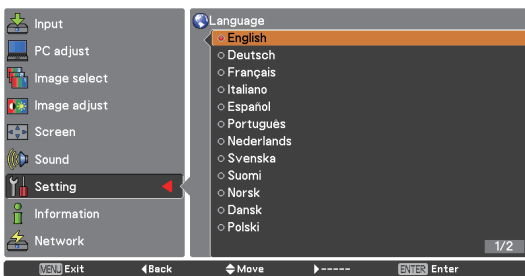 Input
PC adjust
Image select
Image adjust
Screen
Sound
Setting
Information
Network
Language
English
Deutsch
Français
Italiano
Español
Português
Nederlands
Svenska
Suomi
Norsk
Dansk
Polski
1/2
MENU Exit
Back
Move
-----
ENTER Enter